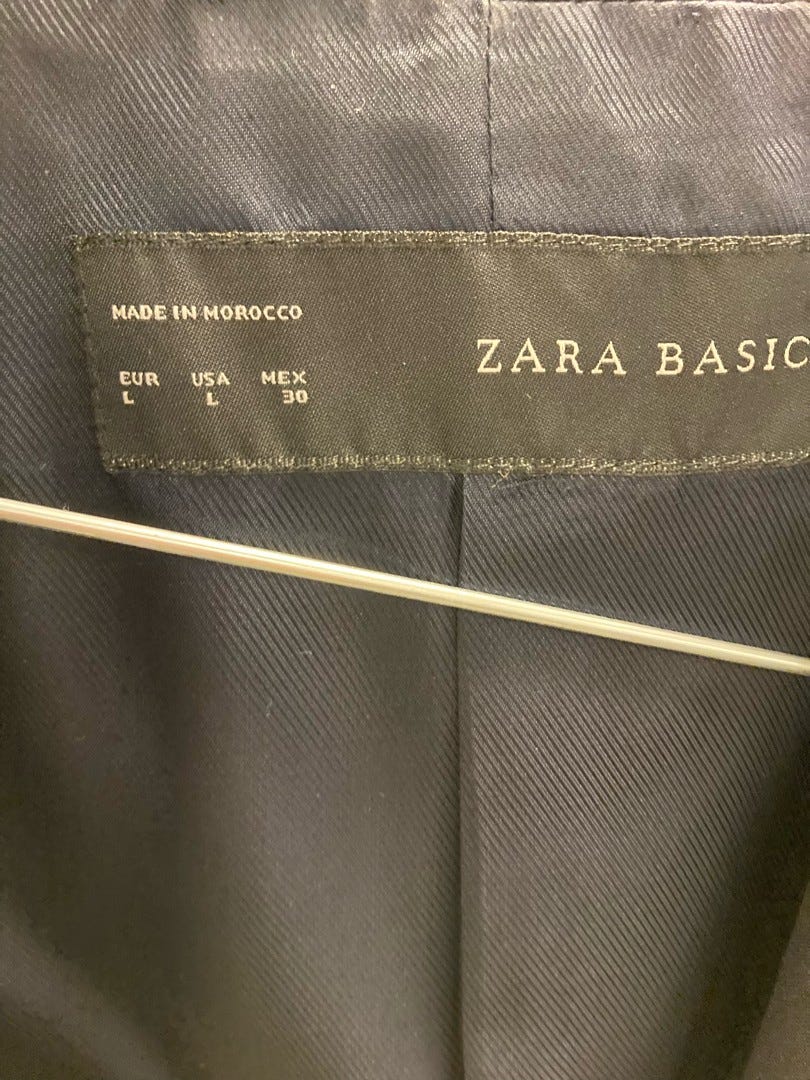 MADE IN MOROCCO
ZARA BASIC
EUR USA MEX
L L 30